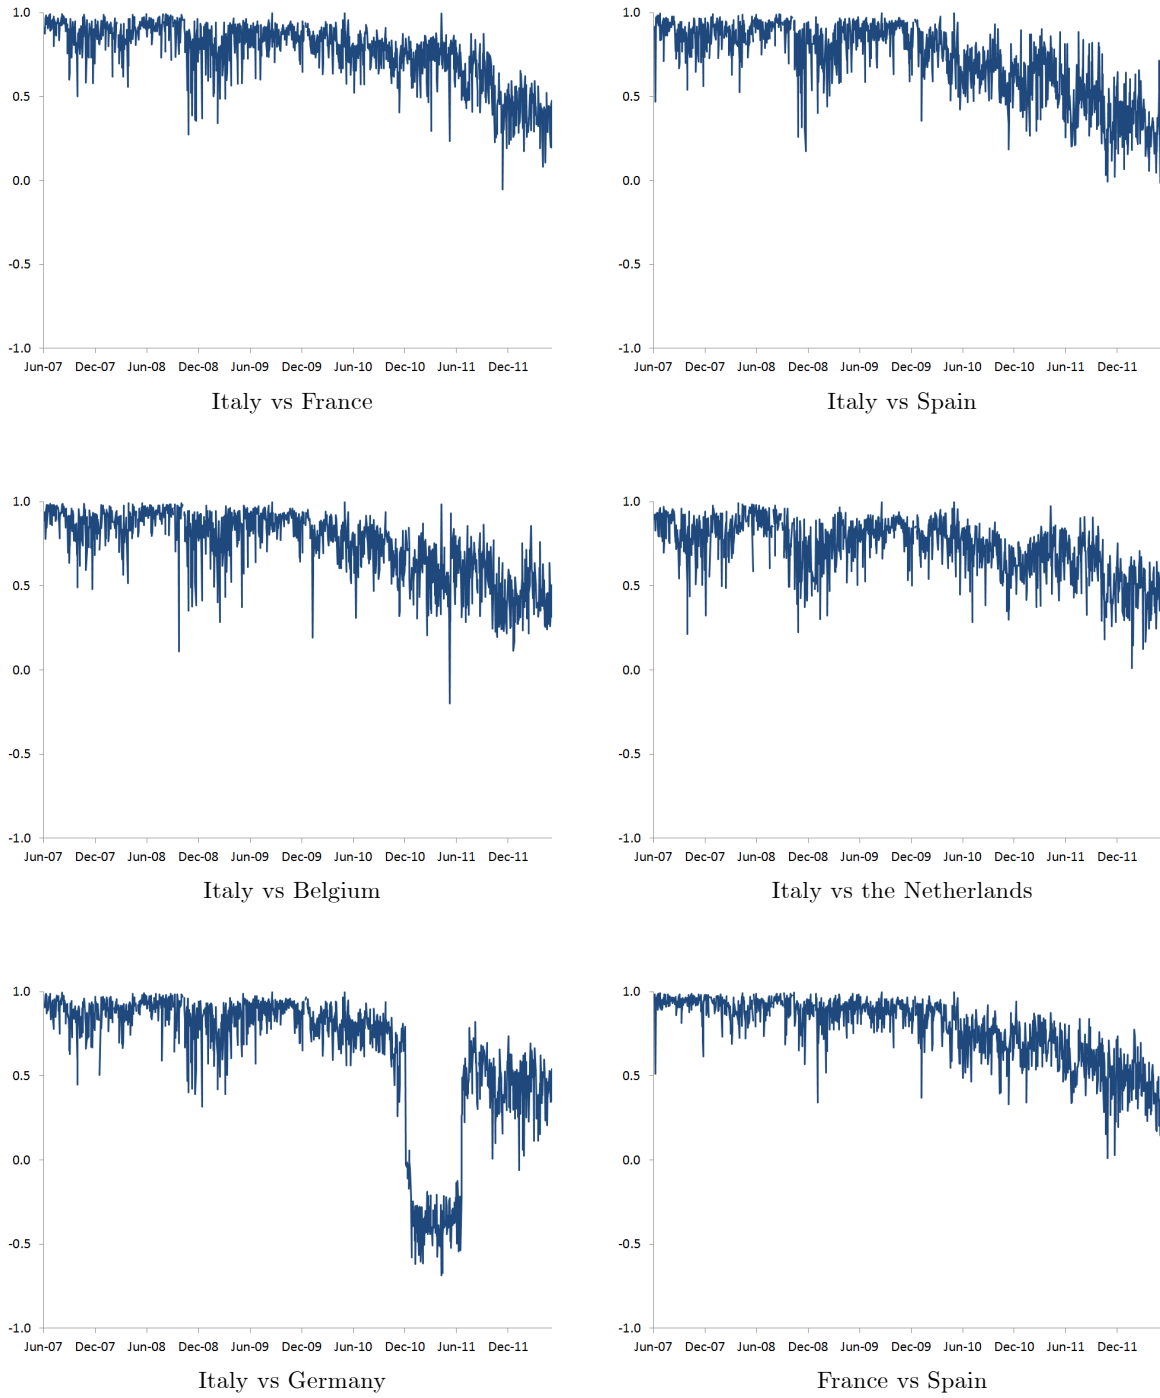 1.0
0.5
0.0
-0.5
-1.0
Jun-07 Dec-07 Jun-08 Dec-08 Jun-09 Dec-09 Jun-10 Dec-10 Jun-11 Dec-11
Italy vs France
1.0
0.5
0.0
-0.5
-1.0
Jun-07 Dec-07 Jun-08 Dec-08 Jun-09 Dec-09 Jun-10 Dec-10 Jun-11 Dec-11
Italy vs Spain
1.0
0.5
0.0
-0.5
-1.0
Jun-07 Dec-07 Jun-08 Dec-08 Jun-09 Dec-09 Jun-10 Dec-10 Jun-11 Dec-11
Italy vs Belgium
1.0
0.5
0.0
-0.5
-1.0
Jun-07 Dec-07 Jun-08 Dec-08 Jun-09 Dec-09 Jun-10 Dec-10 Jun-11 Dec-11
Italy vs the Netherlands
1.0
0.5
0.0
-0.5
-1.0
Jun-07 Dec-07 Jun-08 Dec-08 Jun-09 Dec-09 Jun-10 Dec-10 Jun-11 Dec-11
Italy vs Germany
1.0
0.5
0.0
-0.5
-1.0
Jun-07 Dec-07 Jun-08 Dec-08 Jun-09 Dec-09 Jun-10 Dec-10 Jun-11 Dec-11
France vs Spain